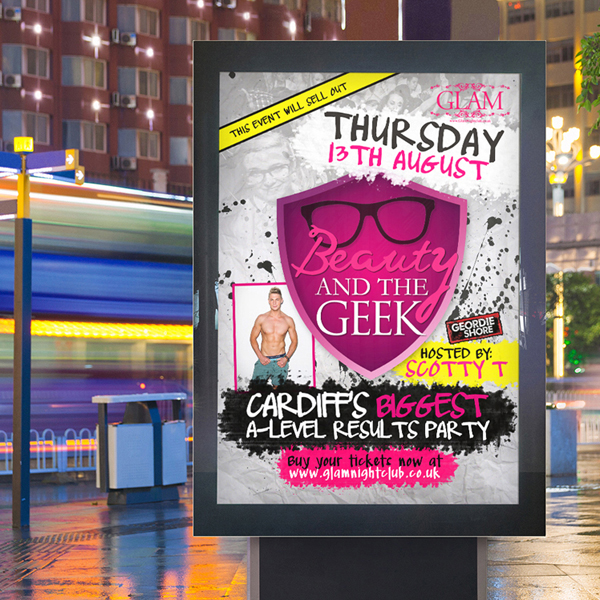 THIS EVENT WILL SELL OUT
GLAM
THURSDAY
13TH AUGUST
Beauty
AND THE
GEEK
GEORDIE
SHORE
HOSTED BY:
SCOTTY T
CARDIFF'S BIGGEST
A-LEVEL RESULTS PARTY
Buy your tickets now at
www.glamnightclub.co.uk